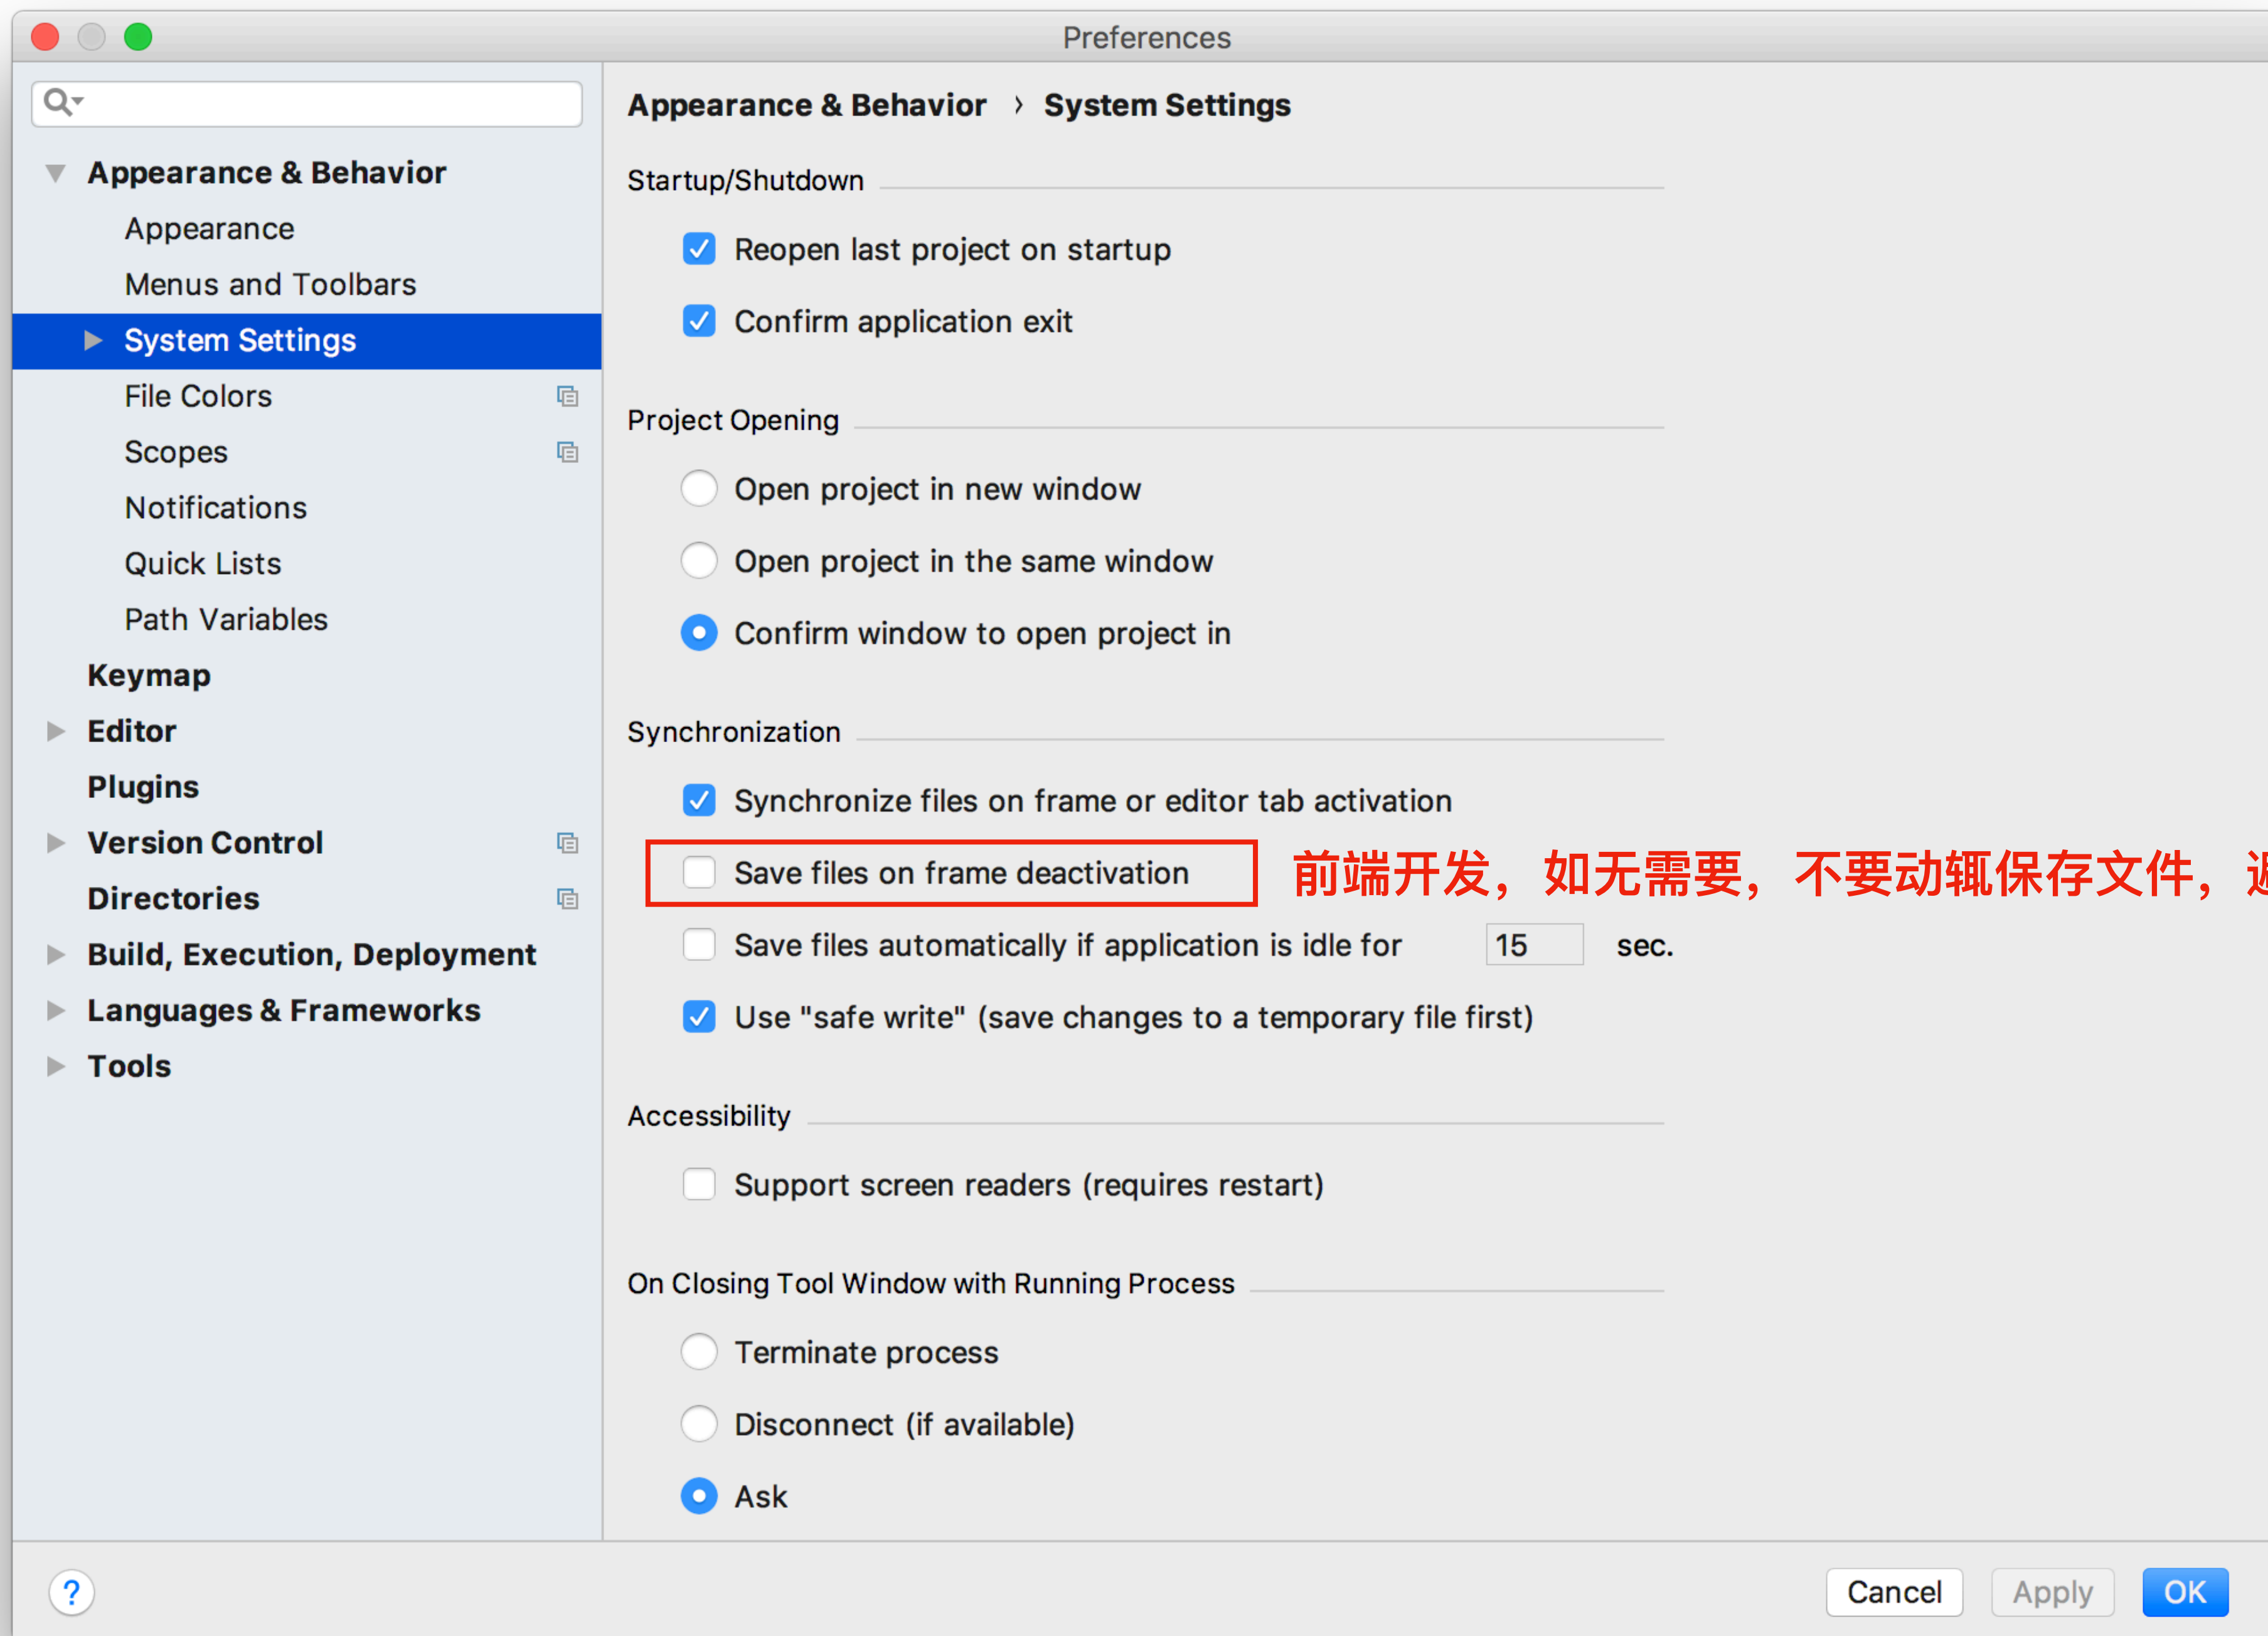 Preferences
Appearance & Behavior
Appearance
Menus and Toolbars
System Settings
File Colors
Scopes
Notifications
Quick Lists
Path Variables
Keymap
Editor
Plugins
Version Control
Directories
Build, Execution, Deployment
Languages & Frameworks
Tools
Appearance & Behavior › System Settings
Startup/Shutdown
Reopen last project on startup
Confirm application exit
Project Opening
Open project in new window
Open project in the same window
Confirm window to open project in
Synchronization
Synchronize files on frame or editor tab activation
Save files on frame deactivation
前端开发，如无需要，不要动辄保存文件，
Save files automatically if application is idle for 15 sec.
Use "safe write" (save changes to a temporary file first)
Accessibility
Support screen readers (requires restart)
On Closing Tool Window with Running Process
Terminate process
Disconnect (if available)
Ask
?
Cancel
Apply
OK